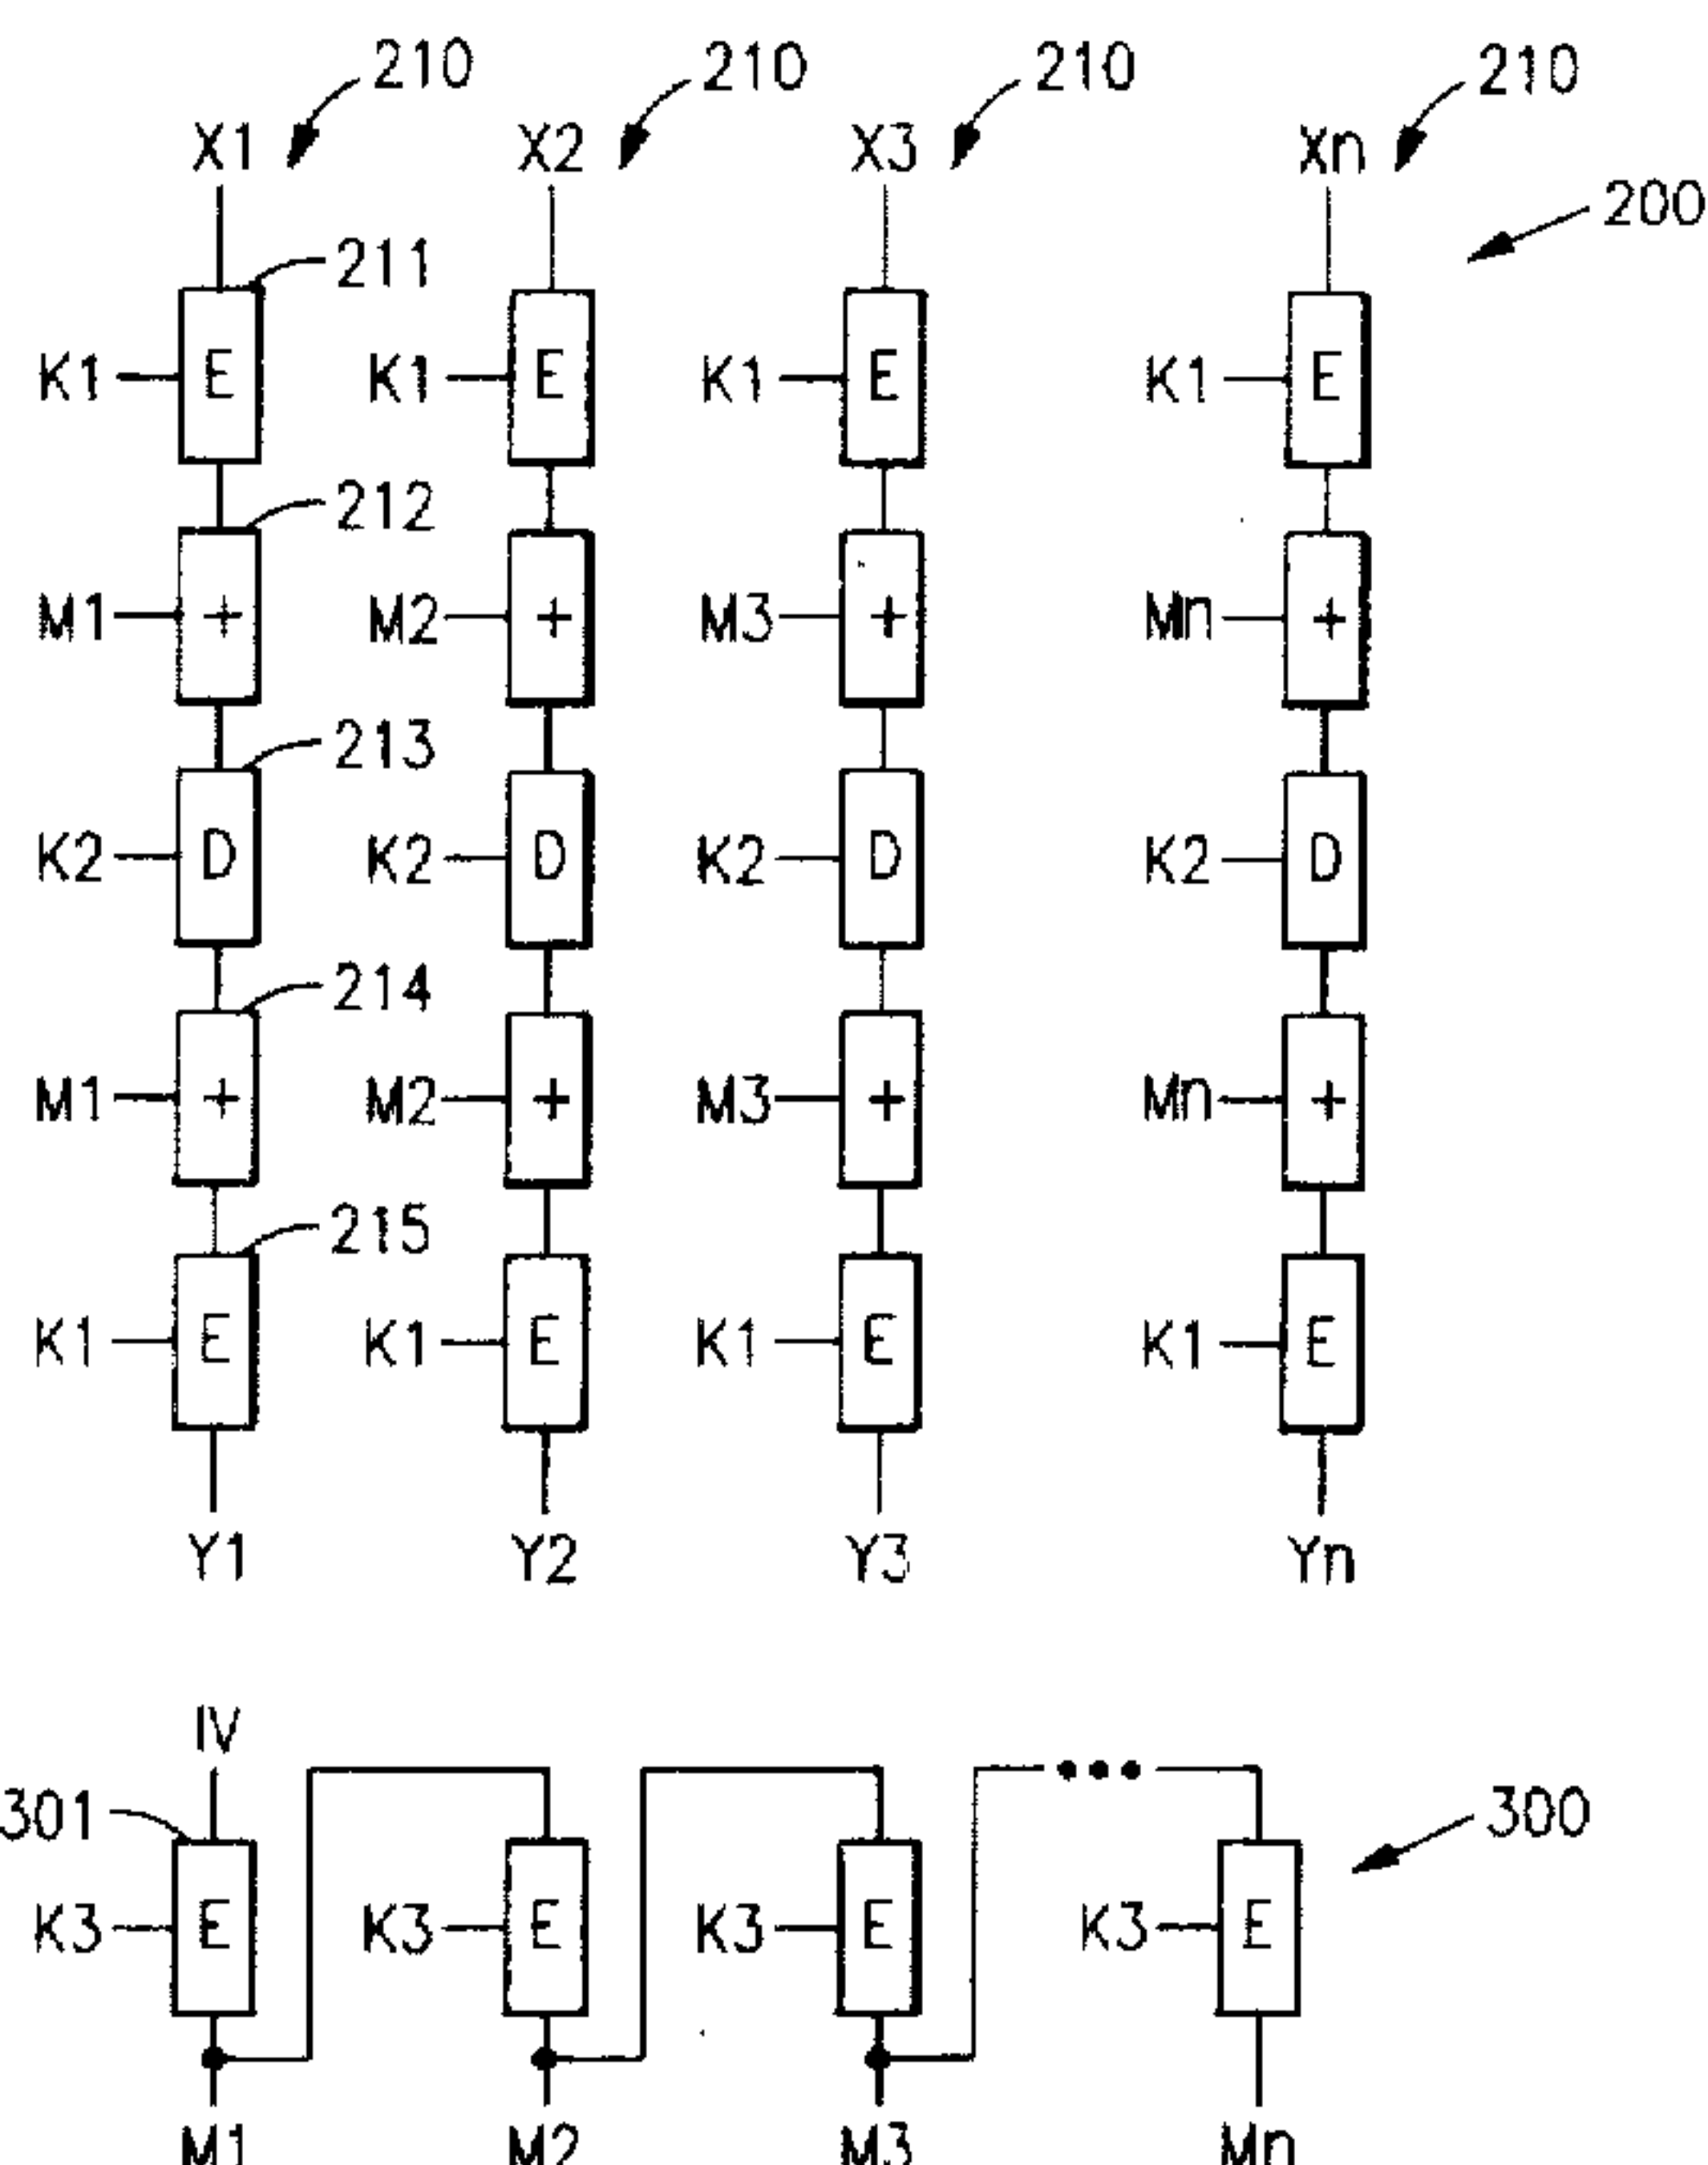 210 210 210 210
X1 X2 X3 Xn
200
211
K1 E K1 E K1 E K1 E
212
M1 + M2 + M3 + Mn +
213
K2 D K2 D K2 D K2 D
214
M1 + M2 + M3 + Mn +
215
K1 E K1 E K1 E K1 E
Y1 Y2 Y3 Yn
IV
301 300
K3 E K3 E K3 E K3 E
M1 M2 M3 Mn